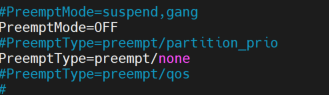 #PreemptMode=suspend,gang
PreemptMode=OFF
#PreemptType=preempt/partition_prio
PreemptType=preempt/none
#PreemptType=preempt/qos
#